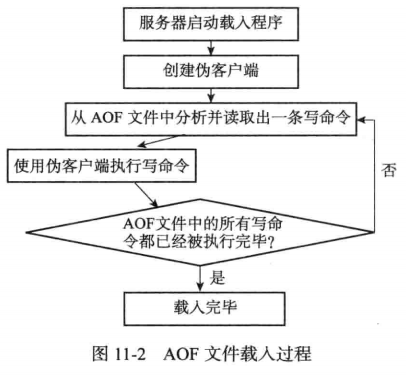 服务器启动载入程序
创建伪客户端
从 AOF 文件中分析并读取出一条写命令
使用伪客户端执行写命令
否
AOF文件中的所有写命
令都已经被执行完毕？
是
载入完毕
图 11-2 AOF 文件载入过程